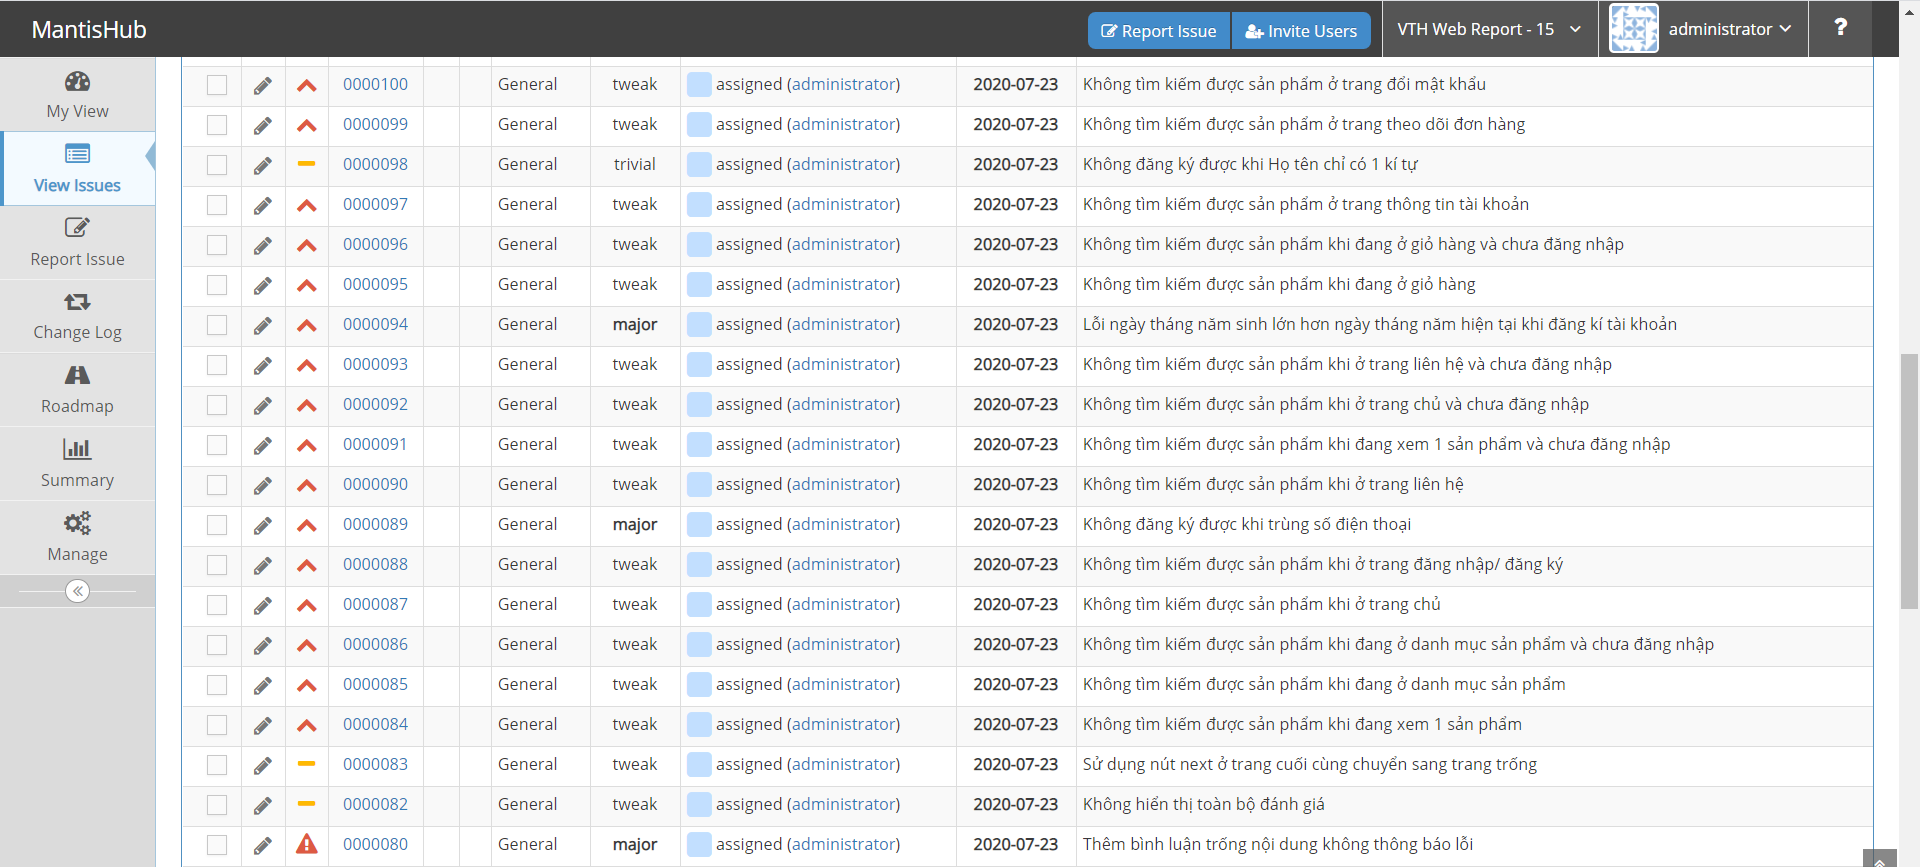 MantisHub
Report Issue
Invite Users
VTH Web Report - 15
administrator
?
My View
View Issues
Report Issue
Change Log
Roadmap
Summary
Manage
0000100 General tweak assigned (administrator) 2020-07-23 Không tìm kiếm được sản phẩm ở trang đổi mật khẩu
0000099 General tweak assigned (administrator) 2020-07-23 Không tìm kiếm được sản phẩm ở trang theo dõi đơn hàng
0000098 General trivial assigned (administrator) 2020-07-23 Không đăng ký được khi Họ tên chỉ có 1 kí tự
0000097 General tweak assigned (administrator) 2020-07-23 Không tìm kiếm được sản phẩm ở trang thông tin tài khoản
0000096 General tweak assigned (administrator) 2020-07-23 Không tìm kiếm được sản phẩm khi đang ở giỏ hàng và chưa đăng nhập
0000095 General tweak assigned (administrator) 2020-07-23 Không tìm kiếm được sản phẩm khi đang ở giỏ hàng
0000094 General major assigned (administrator) 2020-07-23 Lỗi ngày tháng năm sinh lớn hơn ngày tháng năm hiện tại khi đăng kí tài khoản
0000093 General tweak assigned (administrator) 2020-07-23 Không tìm kiếm được sản phẩm khi ở trang liên hệ và chưa đăng nhập
0000092 General tweak assigned (administrator) 2020-07-23 Không tìm kiếm được sản phẩm khi ở trang chủ và chưa đăng nhập
0000091 General tweak assigned (administrator) 2020-07-23 Không tìm kiếm được sản phẩm khi đang xem 1 sản phẩm và chưa đăng nhập
0000090 General tweak assigned (administrator) 2020-07-23 Không tìm kiếm được sản phẩm khi ở trang liên hệ
0000089 General major assigned (administrator) 2020-07-23 Không đăng ký được khi trùng số điện thoại
0000088 General tweak assigned (administrator) 2020-07-23 Không tìm kiếm được sản phẩm khi ở trang đăng nhập/ đăng ký
0000087 General tweak assigned (administrator) 2020-07-23 Không tìm kiếm được sản phẩm khi ở trang chủ
0000086 General tweak assigned (administrator) 2020-07-23 Không tìm kiếm được sản phẩm khi đang ở danh mục sản phẩm và chưa đăng nhập
0000085 General tweak assigned (administrator) 2020-07-23 Không tìm kiếm được sản phẩm khi đang ở danh mục sản phẩm
0000084 General tweak assigned (administrator) 2020-07-23 Không tìm kiếm được sản phẩm khi đang xem 1 sản phẩm
0000083 General tweak assigned (administrator) 2020-07-23 Sử dụng nút next ở trang cuối cùng chuyển sang trang trống
0000082 General tweak assigned (administrator) 2020-07-23 Không hiển thị toàn bộ đánh giá
0000080 General major assigned (administrator) 2020-07-23 Thêm bình luận trống nội dung không thông báo lỗi